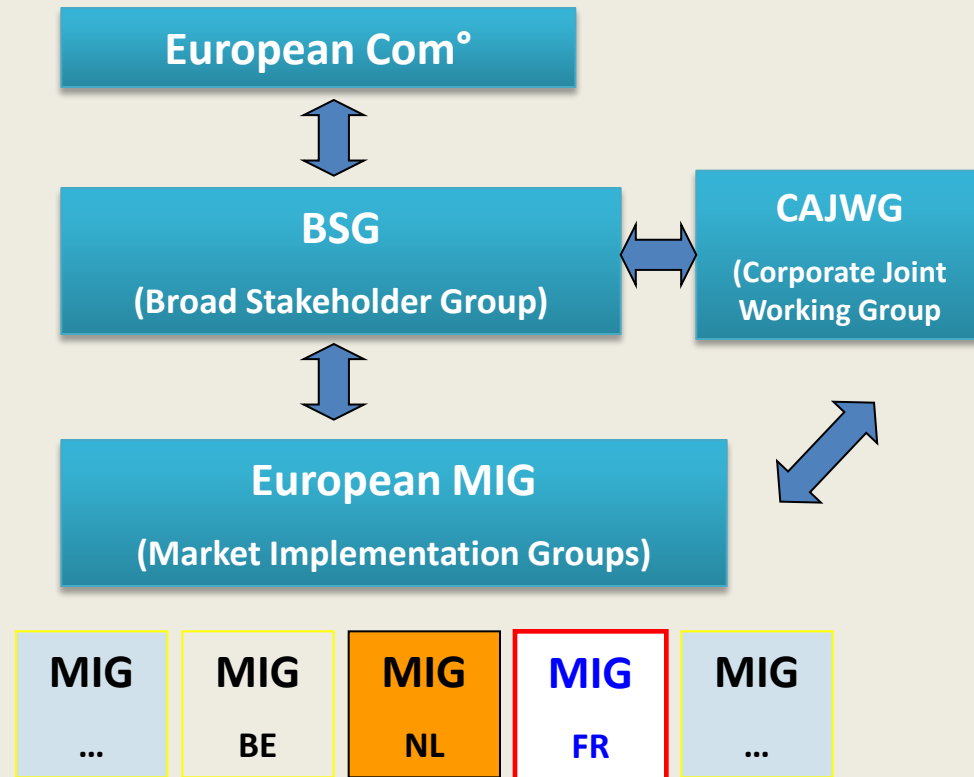 European Com°
BSG
(Broad Stakeholder Group)
CAJWG
(Corporate Joint
Working Group
European MIG
(Market Implementation Groups)
MIG
...
MIG
BE
MIG
NL
MIG
FR
MIG
...